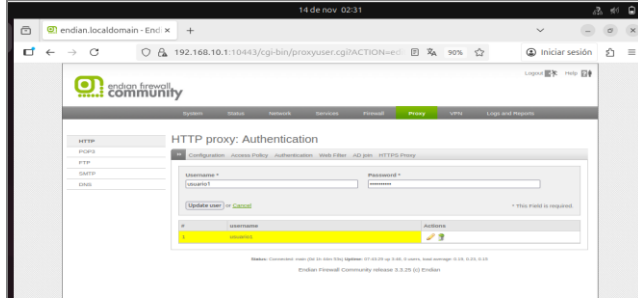 14 de nov 02:31
endian.localdomain - Endi
192.168.10.1:10443/cgi-bin/proxyuser.cgi?ACTION=edi
90%
Iniciar sesión
endian firewall
community
Logout Help
System Status Network Services Firewall Proxy VPN Logs and Reports
HTTP
POP3
FTP
SMTP
DNS
HTTP proxy: Authentication
Configuration Access Policy Authentication Web Filter AD join HTTPS Proxy
Username * Password *
usuario1 ••••••••••
Update user or Cancel * This Field is required.
# username Actions
1 usuario1
Endian Firewall Community release 3.3.25 (c) Endian